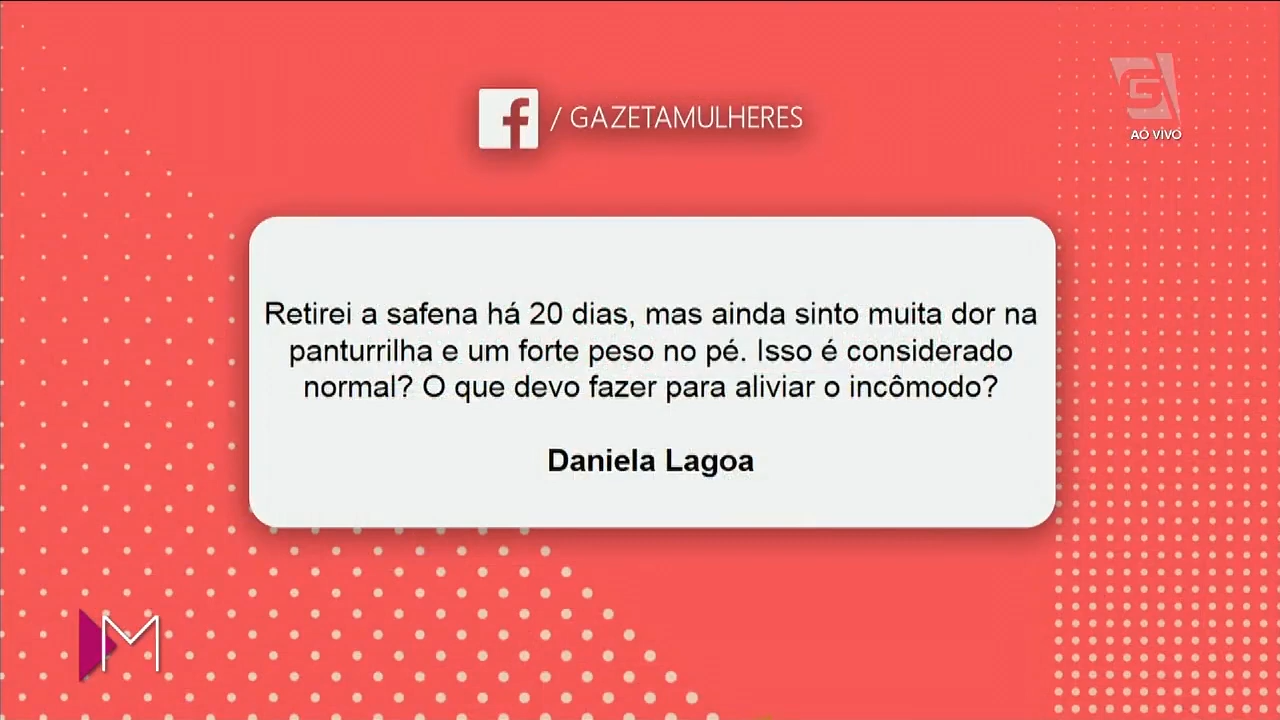 / GAZETAMULHERES
AO VIVO
Retirei a safena há 20 dias, mas ainda sinto muita dor na
panturrilha e um forte peso no pé. Isso é considerado
normal? O que devo fazer para aliviar o incômodo?
Daniela Lagoa
M